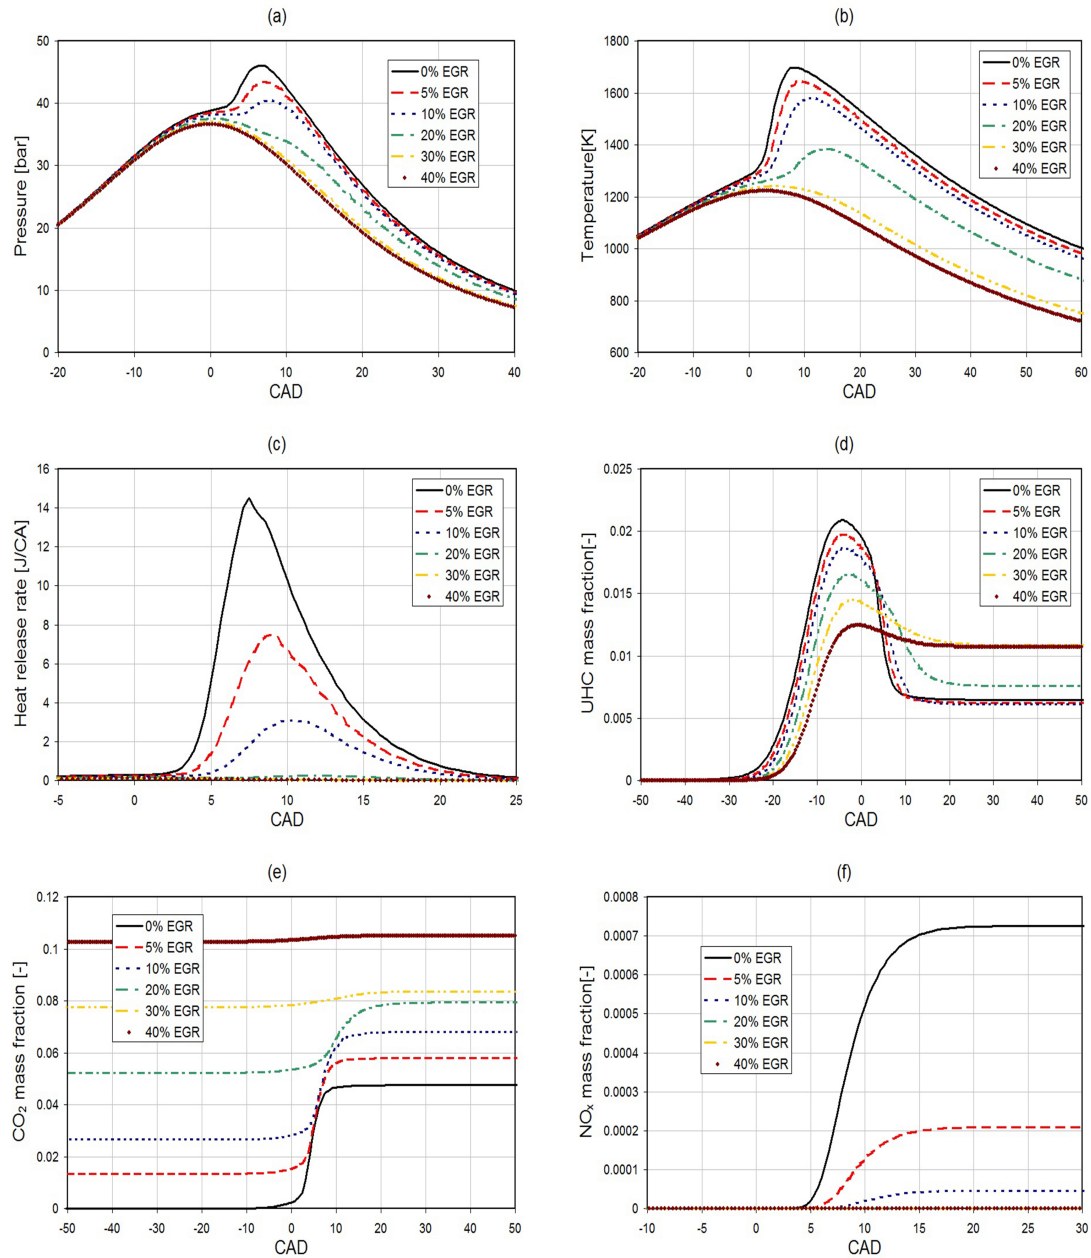 (a)
50
40
30
20
10
0
Pressure [bar]
-20
-10
0
10
20
30
40
CAD
0% EGR
5% EGR
10% EGR
20% EGR
30% EGR
40% EGR
(b)
1800
1600
1400
1200
1000
800
600
Temperature[K]
-20
-10
0
10
20
30
40
50
60
CAD
0% EGR
5% EGR
10% EGR
20% EGR
30% EGR
40% EGR
(c)
16
14
12
10
8
6
4
2
0
Heat release rate [J/CA]
-5
0
5
10
15
20
25
CAD
0% EGR
5% EGR
10% EGR
20% EGR
30% EGR
40% EGR
(d)
0.025
0.02
0.015
0.01
0.005
0
UHC mass fraction[-]
-50
-40
-30
-20
-10
0
10
20
30
40
50
CAD
0% EGR
5% EGR
10% EGR
20% EGR
30% EGR
40% EGR
(e)
0.12
0.1
0.08
0.06
0.04
0.02
0
CO₂ mass fraction [-]
-50
-40
-30
-20
-10
0
10
20
30
40
50
CAD
0% EGR
5% EGR
10% EGR
20% EGR
30% EGR
40% EGR
(f)
0.0008
0.0007
0.0006
0.0005
0.0004
0.0003
0.0002
0.0001
0
NOₓ mass fraction[-]
-10
-5
0
5
10
15
20
25
30
CAD
0% EGR
5% EGR
10% EGR
20% EGR
30% EGR
40% EGR